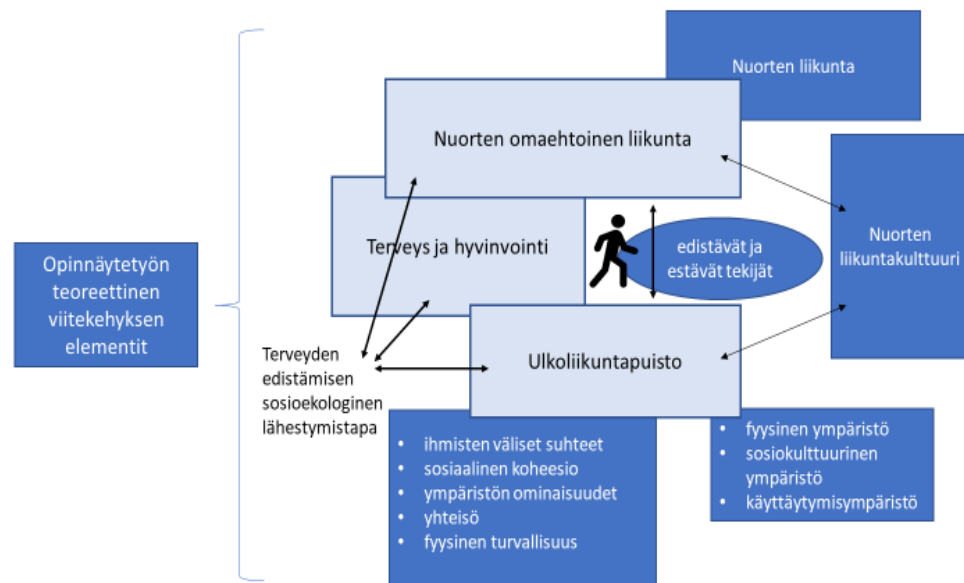 Nuorten liikunta
Nuorten omaehtoinen liikunta
Terveys ja hyvinvointi
edistävät ja
estävät tekijät
Nuorten
liikuntakulttuuri
Opinnäytetyön
teoreettinen
viitekehyksen
elementit
Terveyden
edistämisen
sosioekologinen
lähestymistapa
Ulkoliikuntapuisto
• ihmisten väliset suhteet
• sosiaalinen koheesio
• ympäristön ominaisuudet
• yhteisö
• fyysinen turvallisuus
• fyysinen ympäristö
• sosiokulttuurinen
ympäristö
• käyttäytymisympäristö